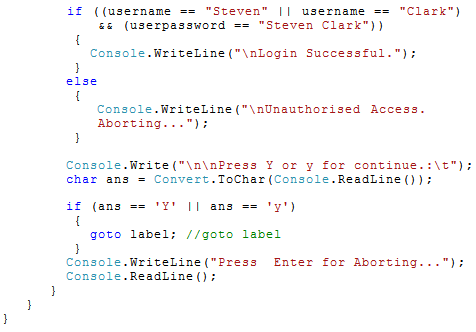 if ((username == "Steven" || username == "Clark")
&& (userpassword == "Steven Clark"))
{
Console.WriteLine("\nLogin Successful.");
}
else
{
Console.WriteLine("\nUnauthorised Access.
Aborting...");
}
Console.Write("\n\nPress Y or y for continue.:\t");
char ans = Convert.ToChar(Console.ReadLine());
if (ans == 'Y' || ans == 'y')
{
goto label; //goto label
}
Console.WriteLine("Press  Enter for Aborting...");
Console.ReadLine();
}
}
}